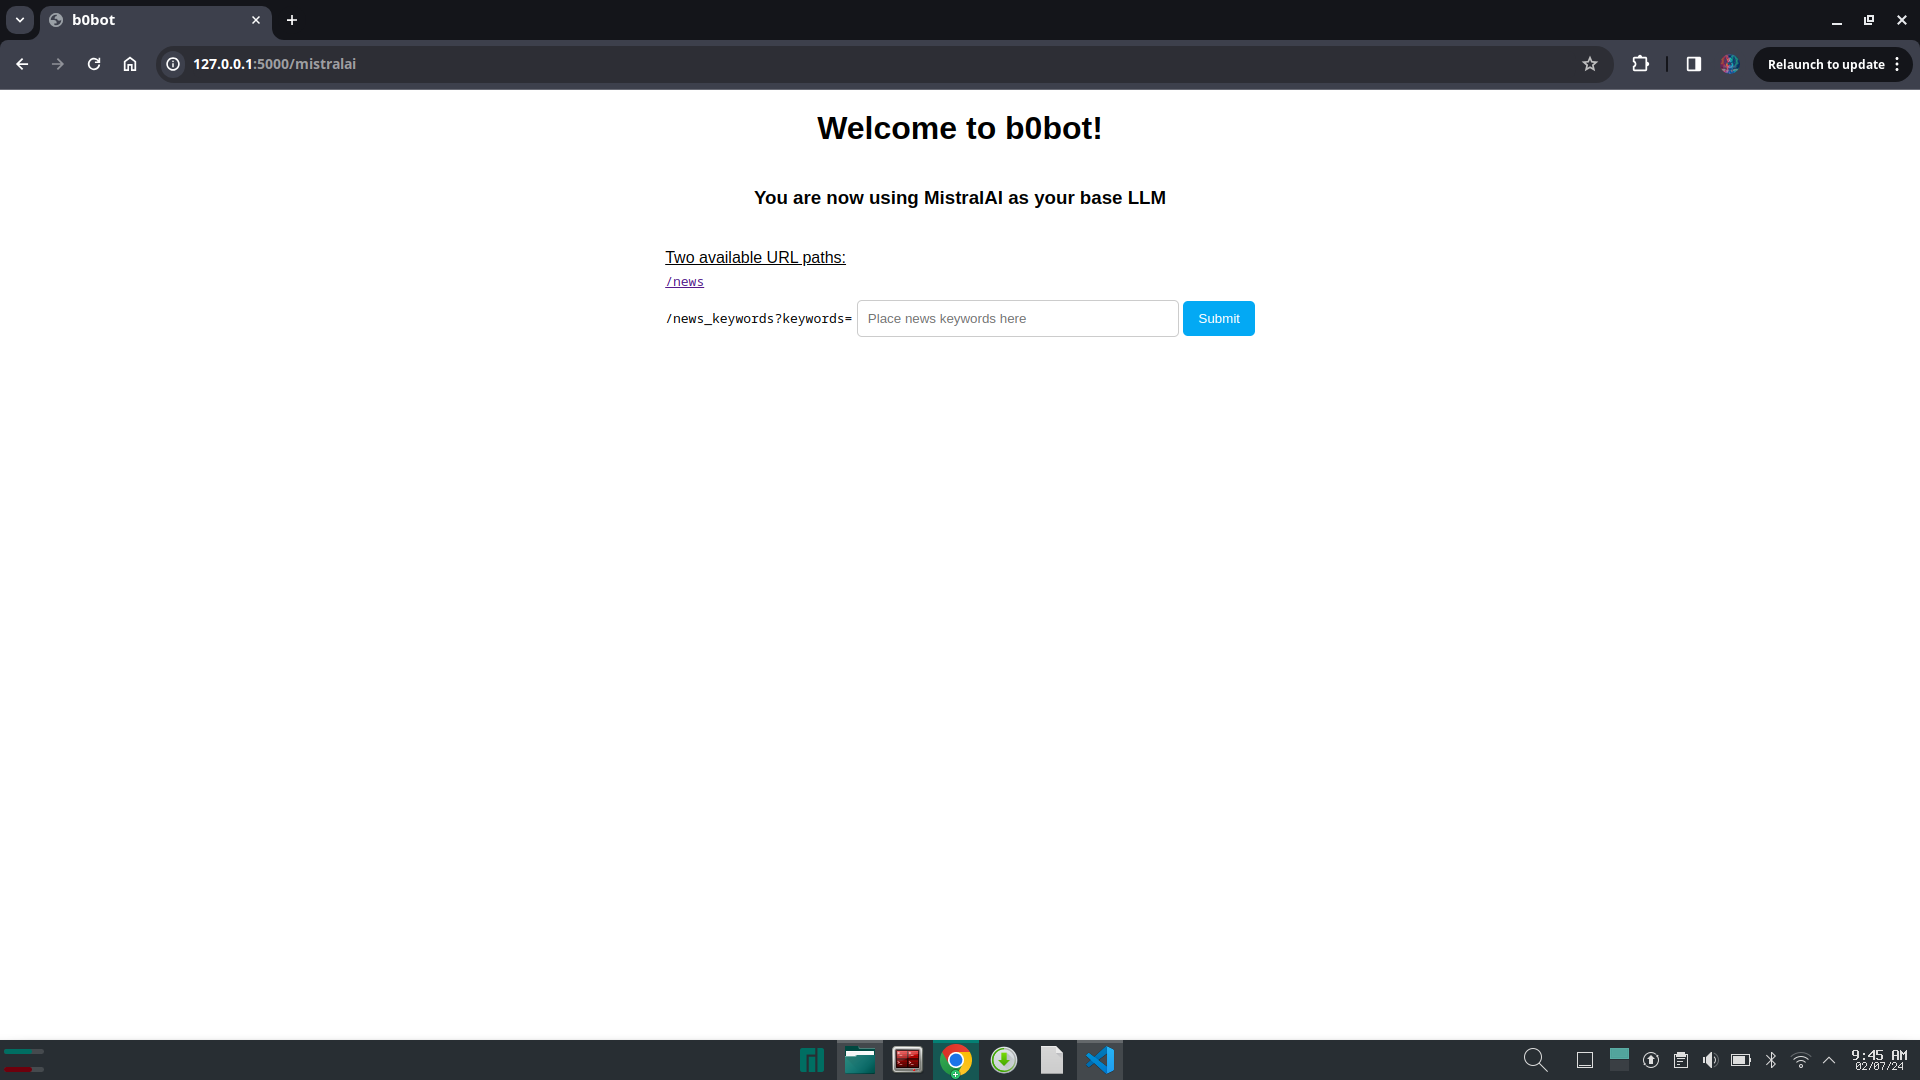 b0bot
127.0.0.1:5000/mistralai
Relaunch to update
Welcome to b0bot!
You are now using MistralAI as your base LLM
Two available URL paths:
/news
/news_keywords?keywords= Place news keywords here Submit
9:45 AM
02/07/24